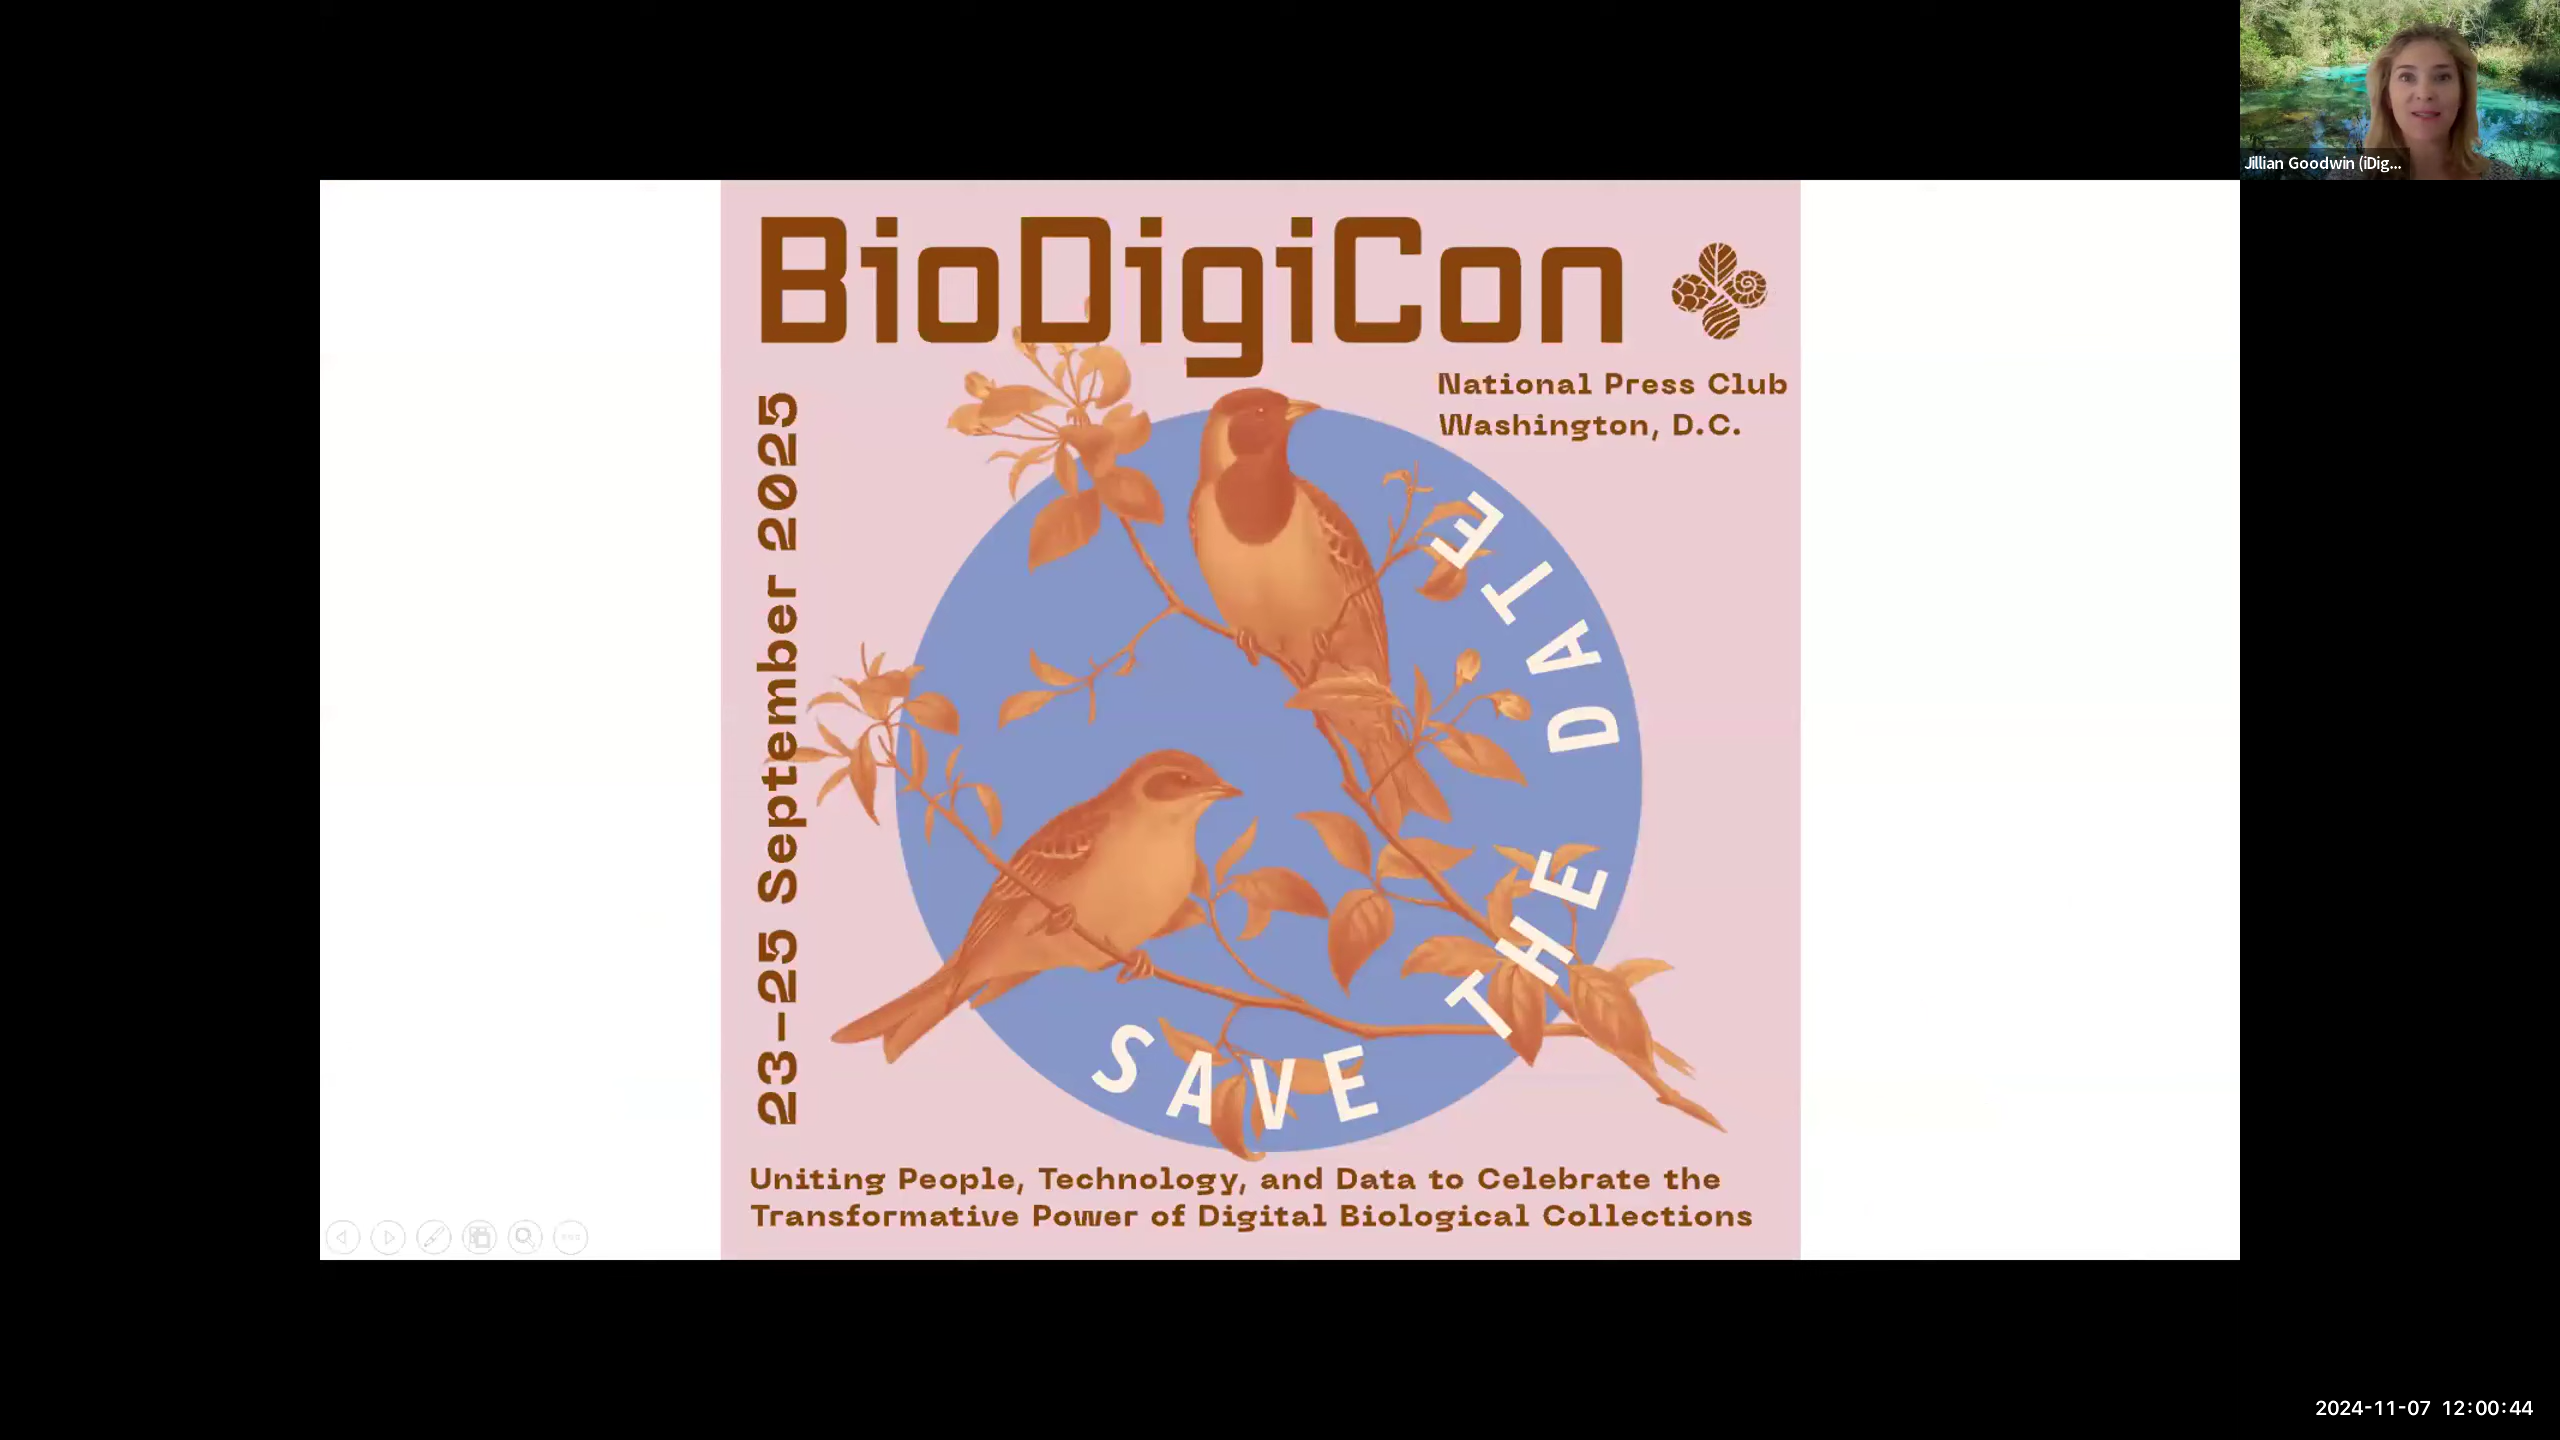 Jillian Goodwin (iDig...
BioDigiCon
National Press Club
Washington, D.C.
23-25 September 2025
SAVE THE DATE
Uniting People, Technology, and Data to Celebrate the
Transformative Power of Digital Biological Collections
2024-11-07 12:00:44